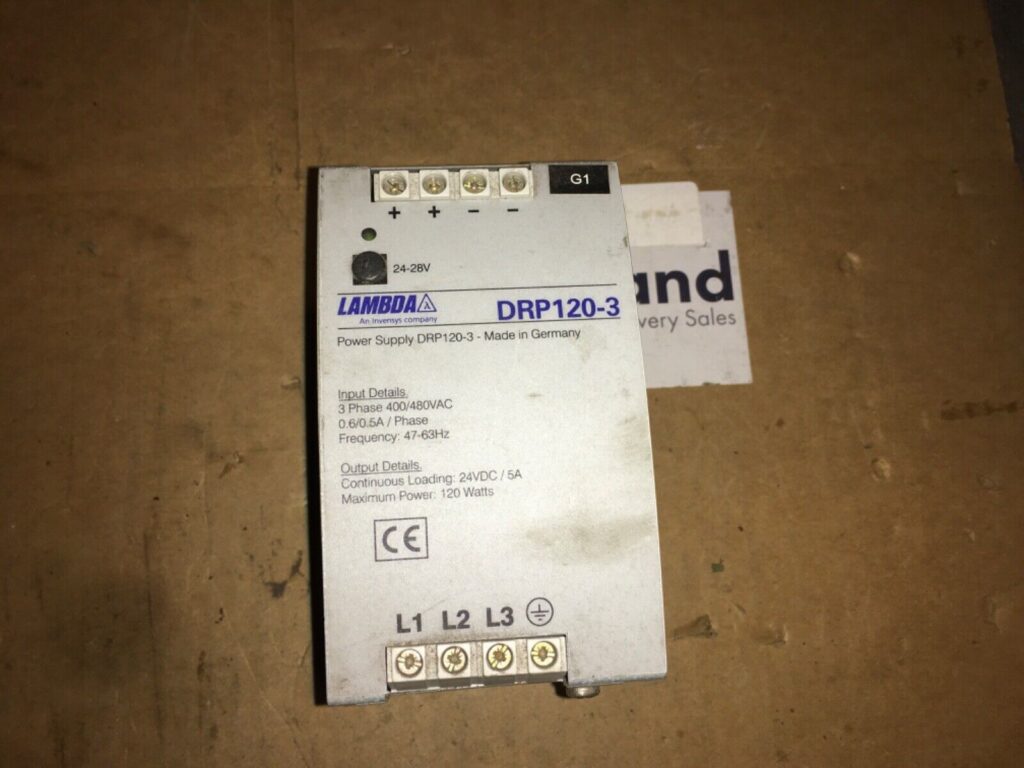 G1
+ + − −
24-28V
LAMBDA
An Invensys company
DRP120-3
Power Supply DRP120-3 - Made in Germany
Input Details.
3 Phase 400/480VAC
0.6/0.5A / Phase
Frequency: 47-63Hz
Output Details.
Continuous Loading: 24VDC / 5A
Maximum Power: 120 Watts
CE
L1 L2 L3
and
very Sales